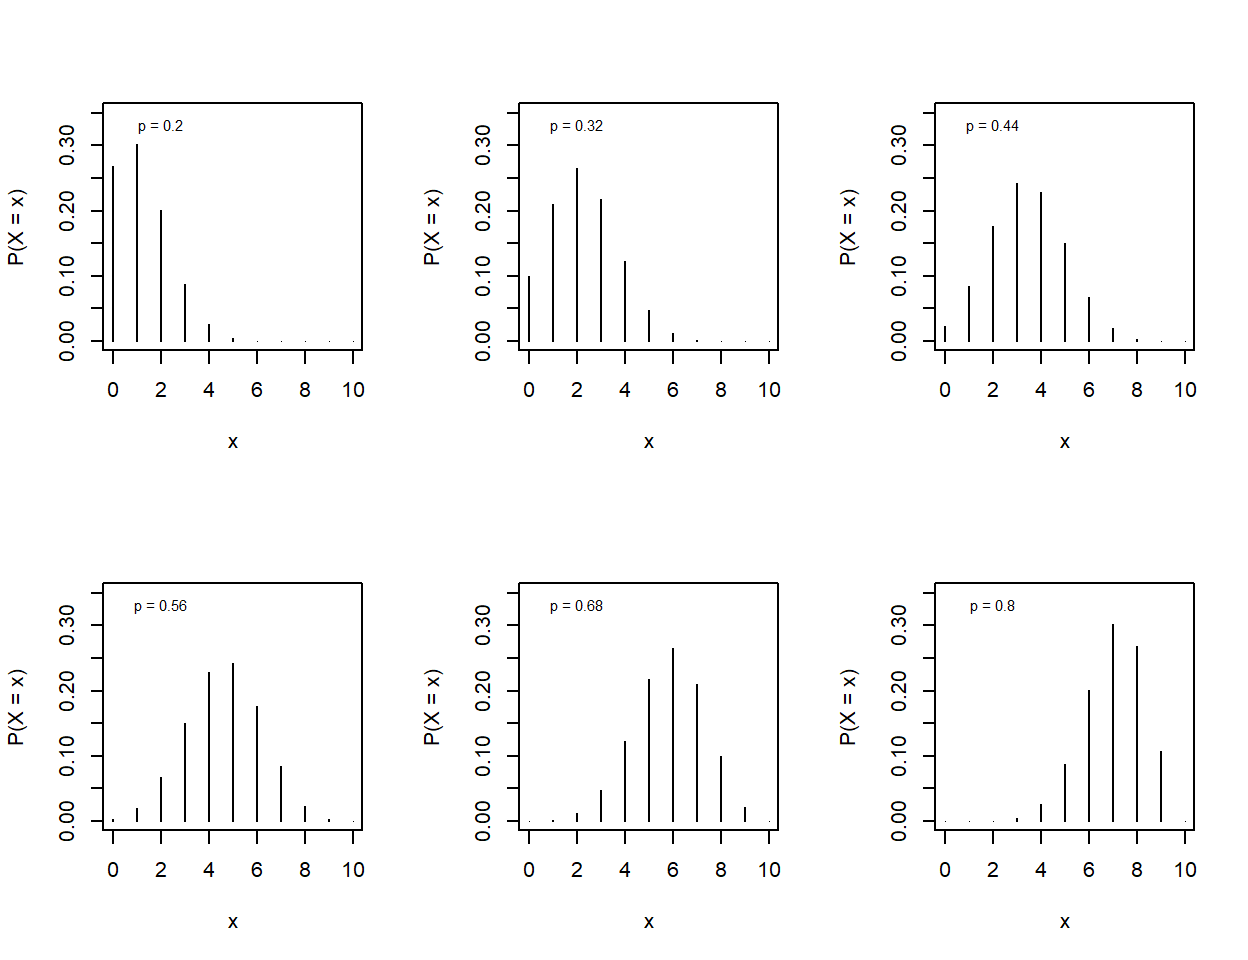 p = 0.2
P(X = x)
0.00 0.10 0.20 0.30
0 2 4 6 8 10
x
p = 0.32
P(X = x)
0.00 0.10 0.20 0.30
0 2 4 6 8 10
x
p = 0.44
P(X = x)
0.00 0.10 0.20 0.30
0 2 4 6 8 10
x
p = 0.56
P(X = x)
0.00 0.10 0.20 0.30
0 2 4 6 8 10
x
p = 0.68
P(X = x)
0.00 0.10 0.20 0.30
0 2 4 6 8 10
x
p = 0.8
P(X = x)
0.00 0.10 0.20 0.30
0 2 4 6 8 10
x